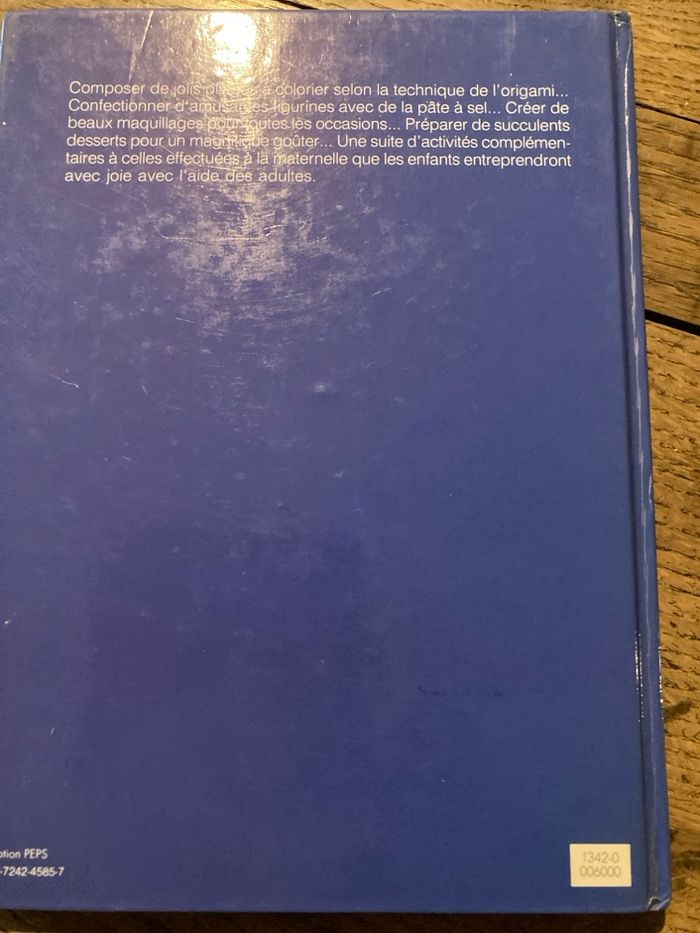 Composer de jolis pliages à colorier selon la technique de l'origami...
Confectionner d'amusantes figurines avec de la pâte à sel... Créer de
beaux maquillages pour toutes les occasions... Préparer de succulents
desserts pour un magnifique goûter... Une suite d'activités complémen-
taires à celles effectuées à la maternelle que les enfants entreprendront
avec joie avec l'aide des adultes.
ption PEPS
-7242-4585-7
1342-0
006000